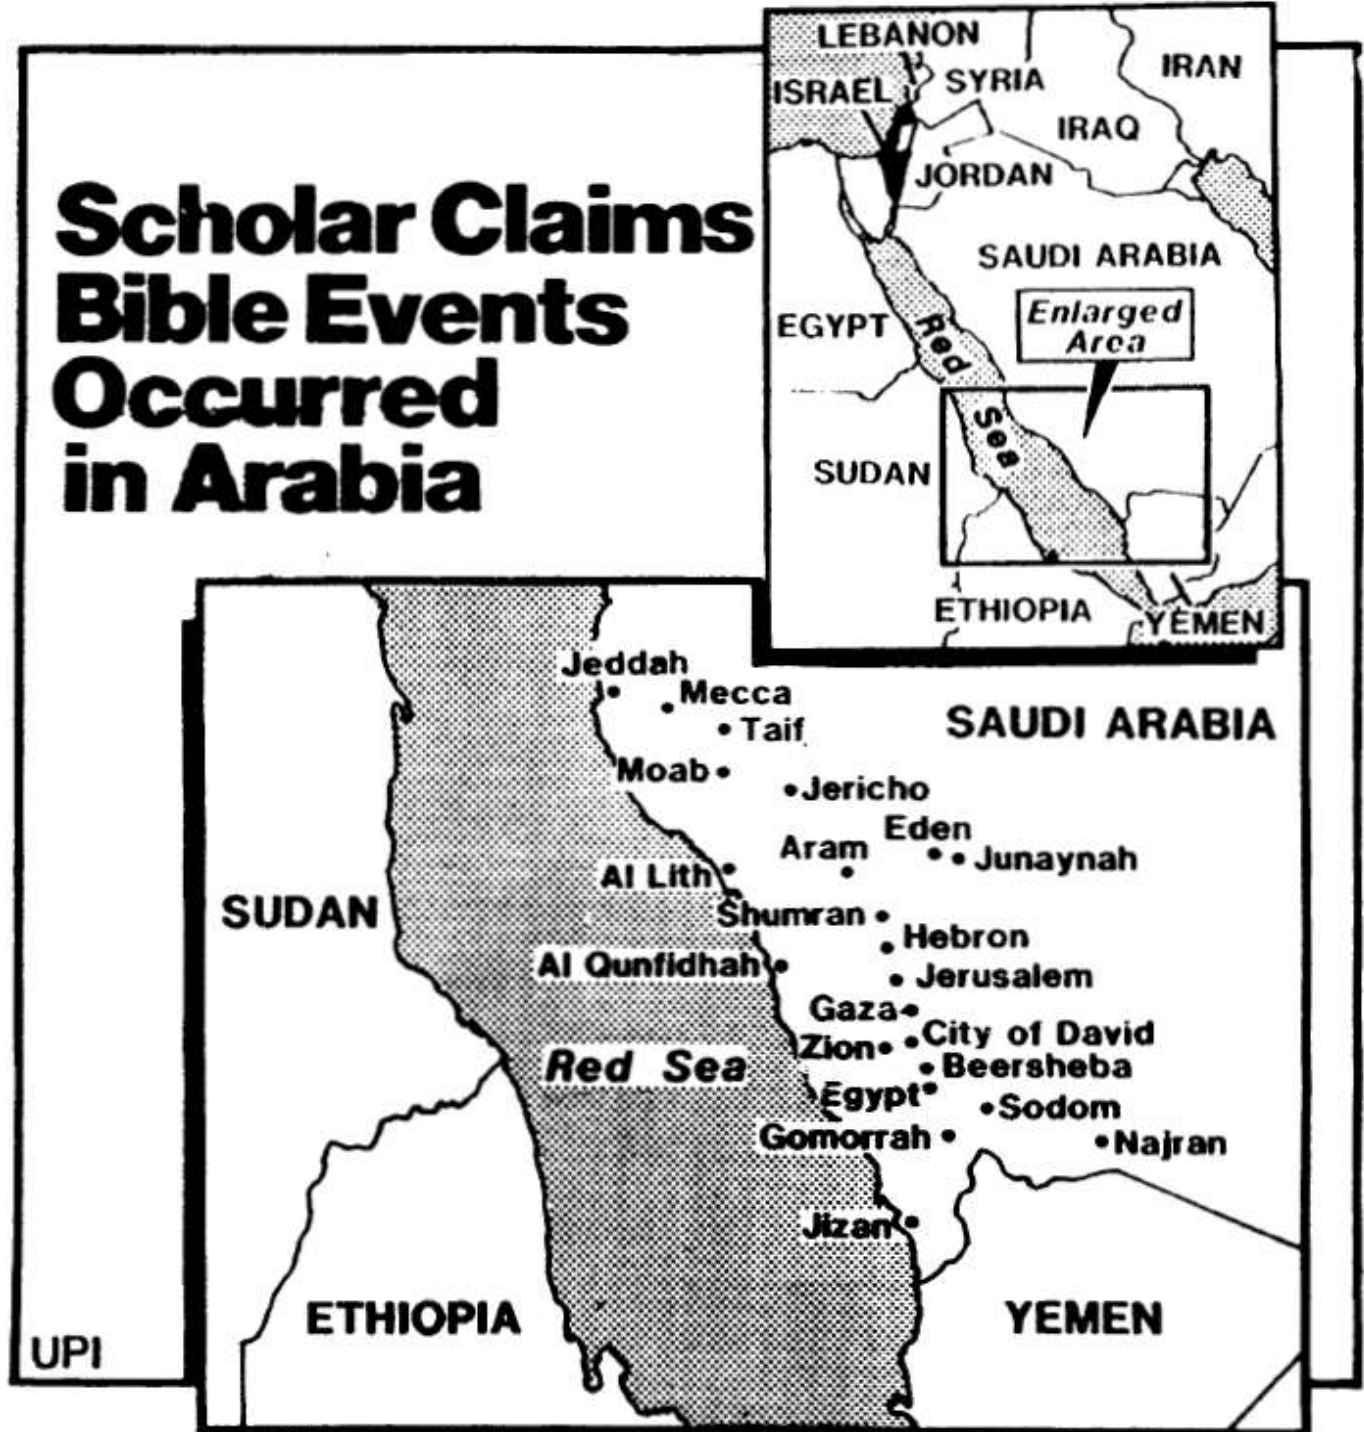 Scholar Claims
Bible Events
Occurred
in Arabia
LEBANON
SYRIA
IRAN
ISRAEL
IRAQ
JORDAN
SAUDI ARABIA
Enlarged
Area
EGYPT
Red
Sea
SUDAN
ETHIOPIA
YEMEN
Jeddah
Mecca
Taif
SAUDI ARABIA
Moab
Jericho
Eden
Aram
Junaynah
Al Lith
SUDAN
Shumran
Hebron
Al Qunfidhah
Jerusalem
Gaza
City of David
Zion
Red Sea
Beersheba
Egypt
Sodom
Gomorrah
Najran
Jizan
ETHIOPIA
YEMEN
UPI